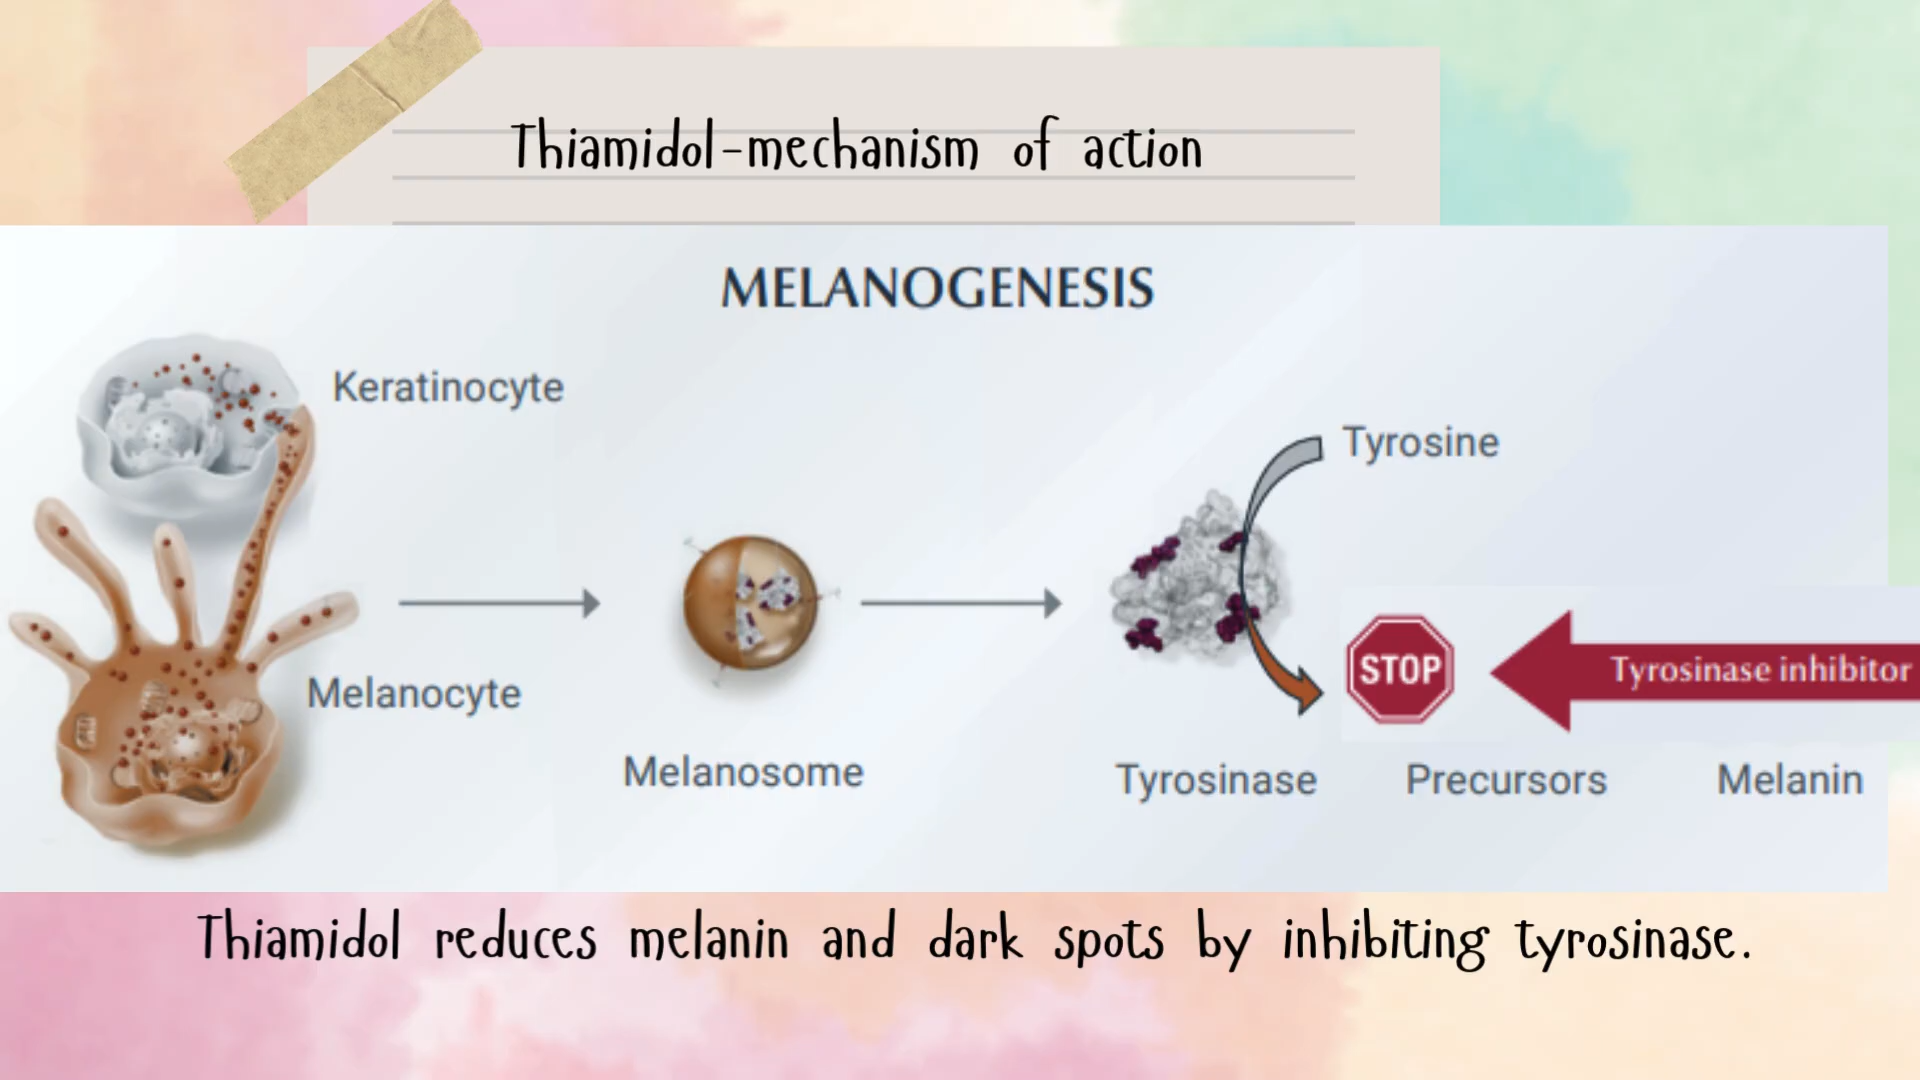 Thiamidol-mechanism of action
MELANOGENESIS
Keratinocyte
Tyrosine
STOP
Tyrosinase inhibitor
Melanocyte
Melanosome
Tyrosinase
Precursors
Melanin
Thiamidol reduces melanin and dark spots by inhibiting tyrosinase.